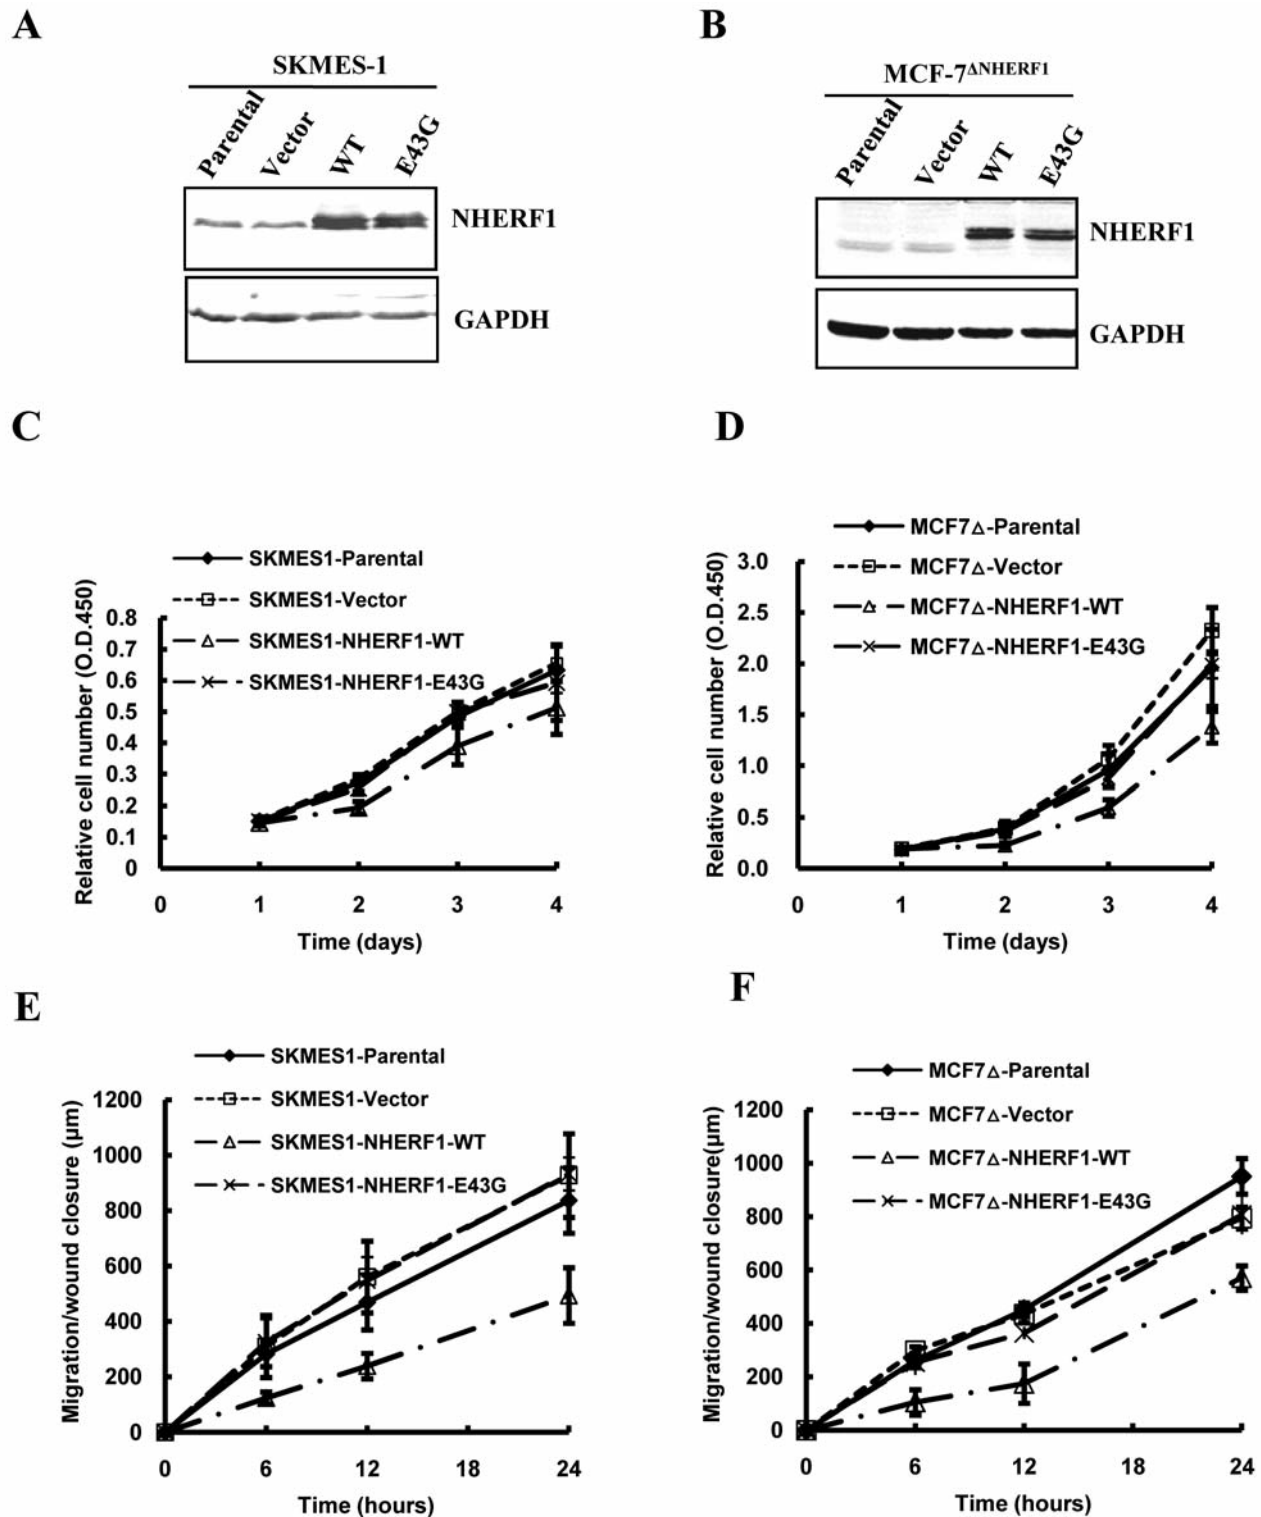 A
SKMES-1
Parental
Vector
WT
E43G
NHERF1
GAPDH
B
MCF-7ΔNHERF1
Parental
Vector
WT
E43G
NHERF1
GAPDH
C
SKMES1-Parental
SKMES1-Vector
SKMES1-NHERF1-WT
SKMES1-NHERF1-E43G
Relative cell number (O.D.450)
0.8
0.7
0.6
0.5
0.4
0.3
0.2
0.1
0
0 1 2 3 4
Time (days)
D
MCF7Δ-Parental
MCF7Δ-Vector
MCF7Δ-NHERF1-WT
MCF7Δ-NHERF1-E43G
Relative cell number (O.D.450)
3.0
2.5
2.0
1.5
1.0
0.5
0.0
0 1 2 3 4
Time (days)
E
SKMES1-Parental
SKMES1-Vector
SKMES1-NHERF1-WT
SKMES1-NHERF1-E43G
Migration/wound closure (µm)
1200
1000
800
600
400
200
0
0 6 12 18 24
Time (hours)
F
MCF7Δ-Parental
MCF7Δ-Vector
MCF7Δ-NHERF1-WT
MCF7Δ-NHERF1-E43G
Migration/wound closure(µm)
1200
1000
800
600
400
200
0
0 6 12 18 24
Time (hours)